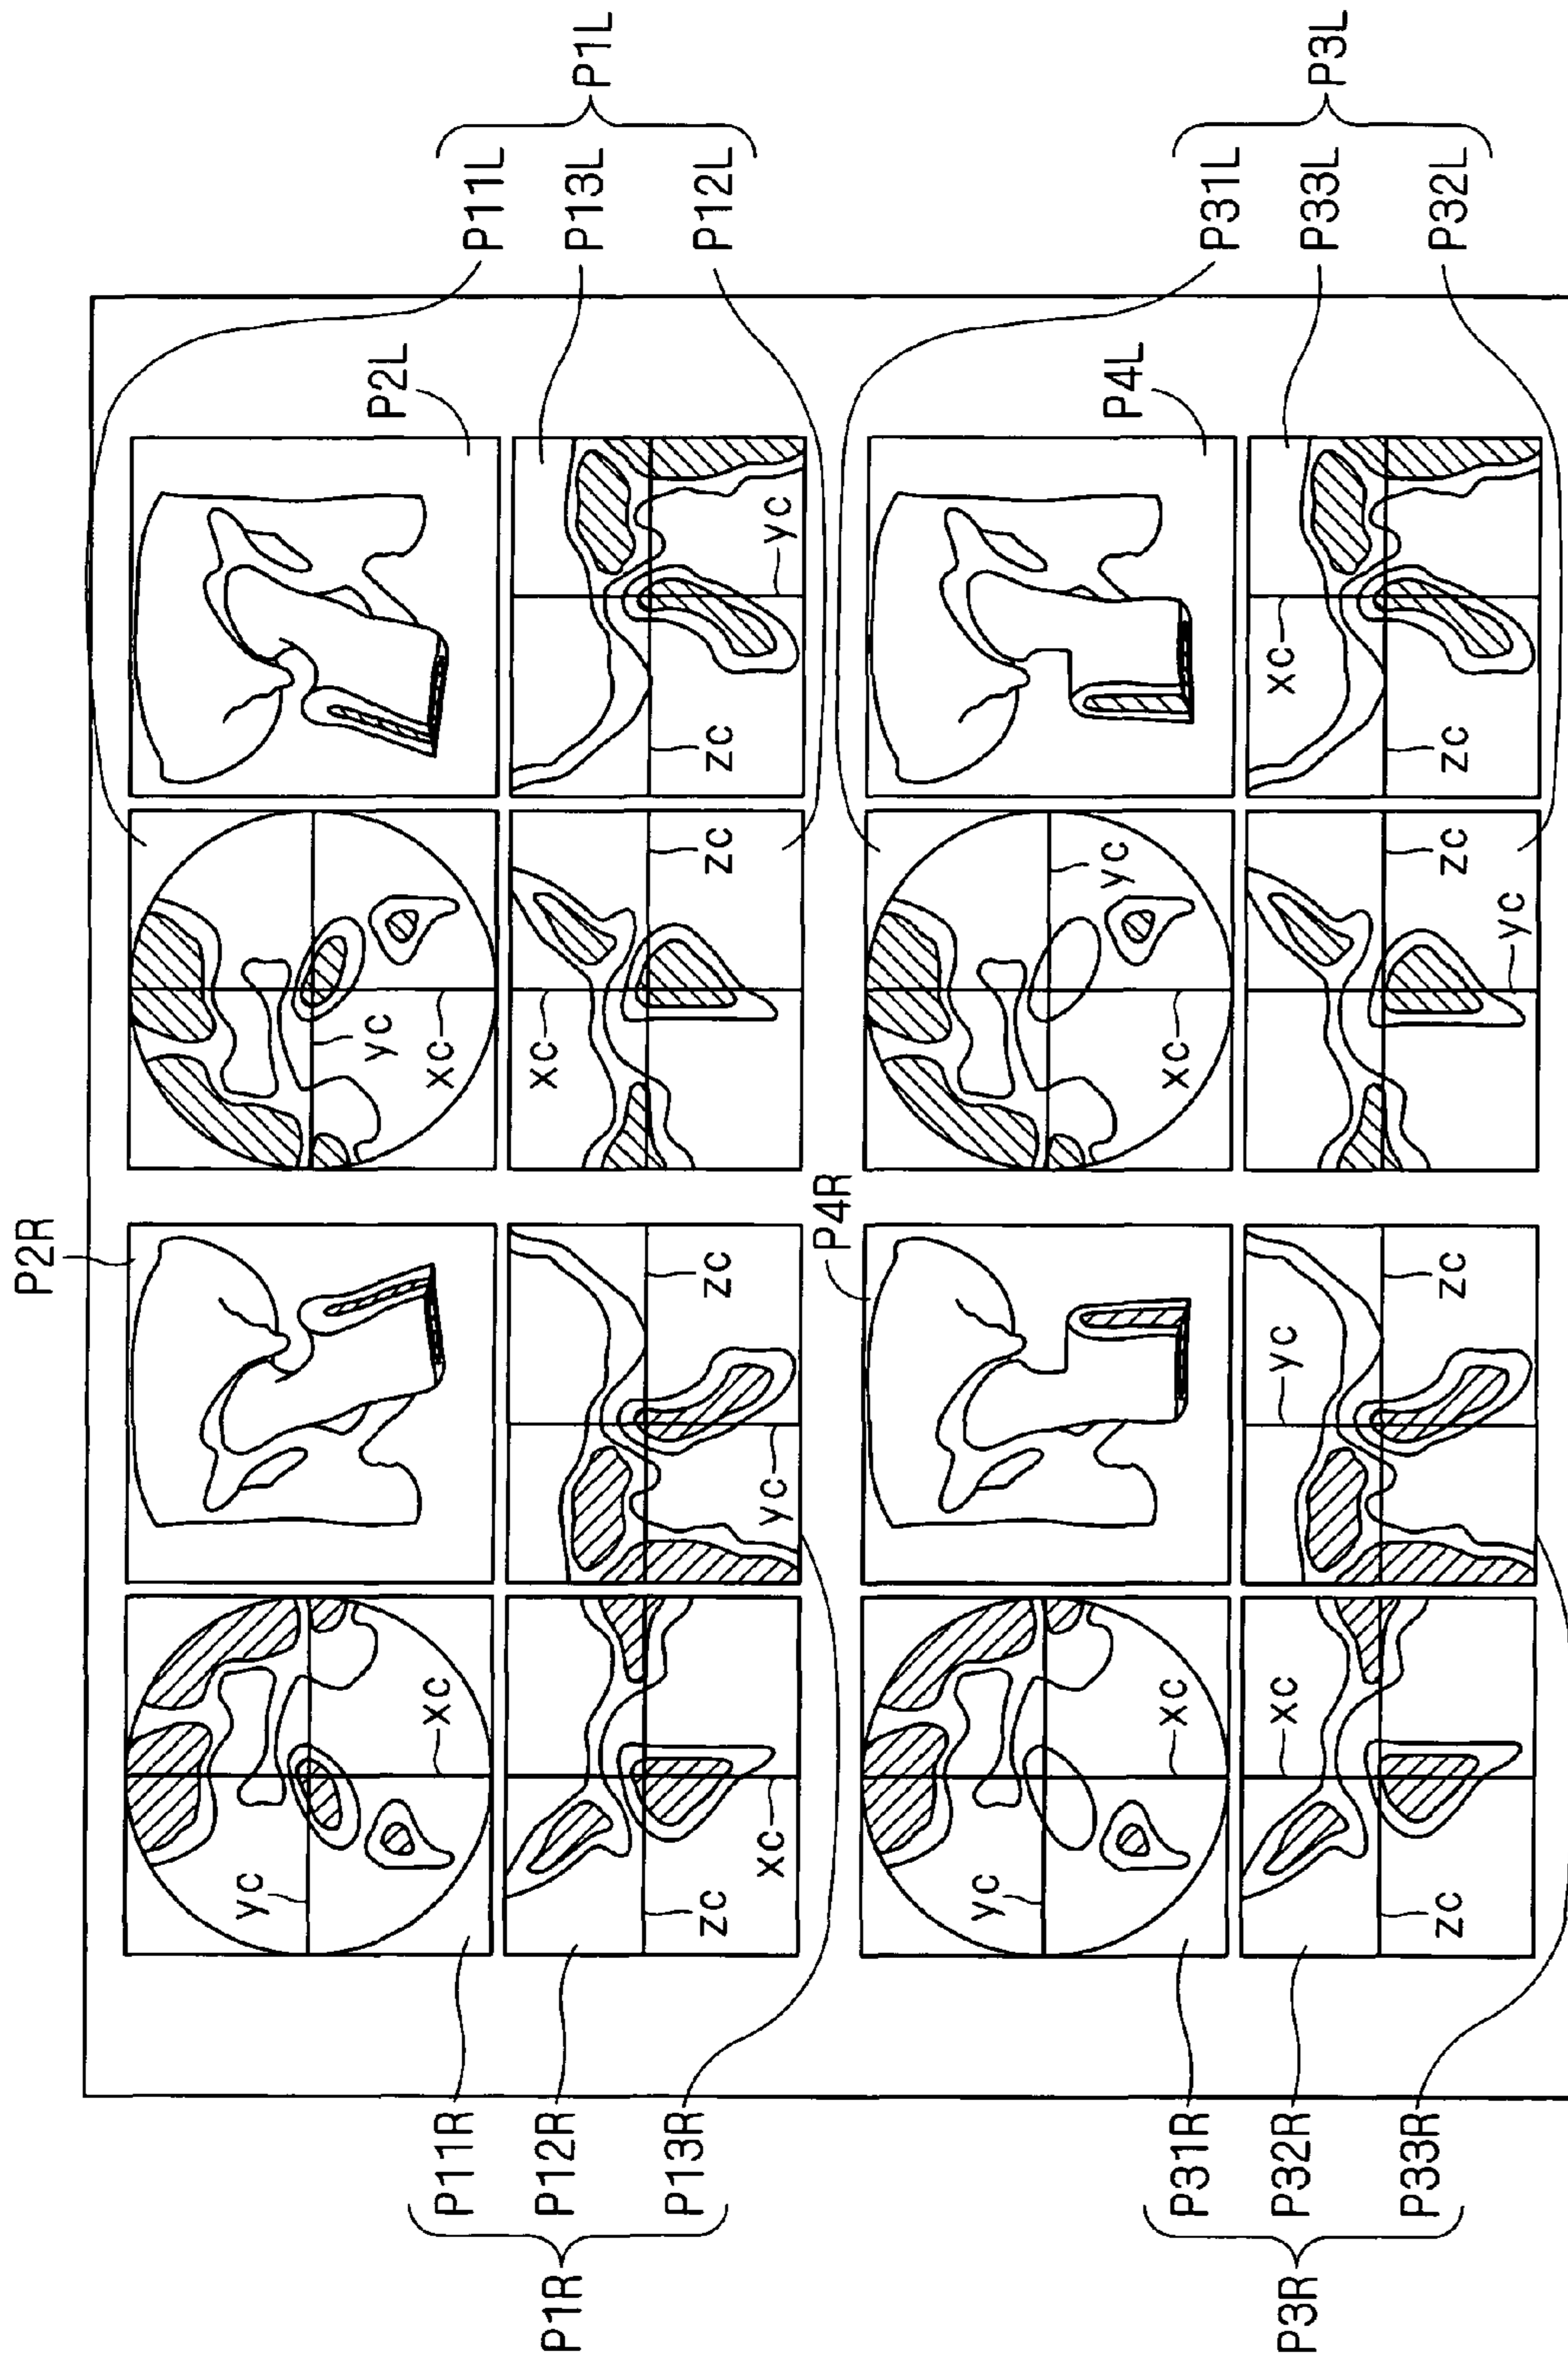 P2R
yc
P2L
yc
xc xc
P11R P11L
xc
P12R P13L
P1R P1L
P13R P12L
zc zc zc zc
xc yc yc
P4R
yc
P4L
yc
xc xc
P31R P31L
xc yc xc
P32R P33L
P3R P3L
P33R P32L
zc zc zc zc
yc